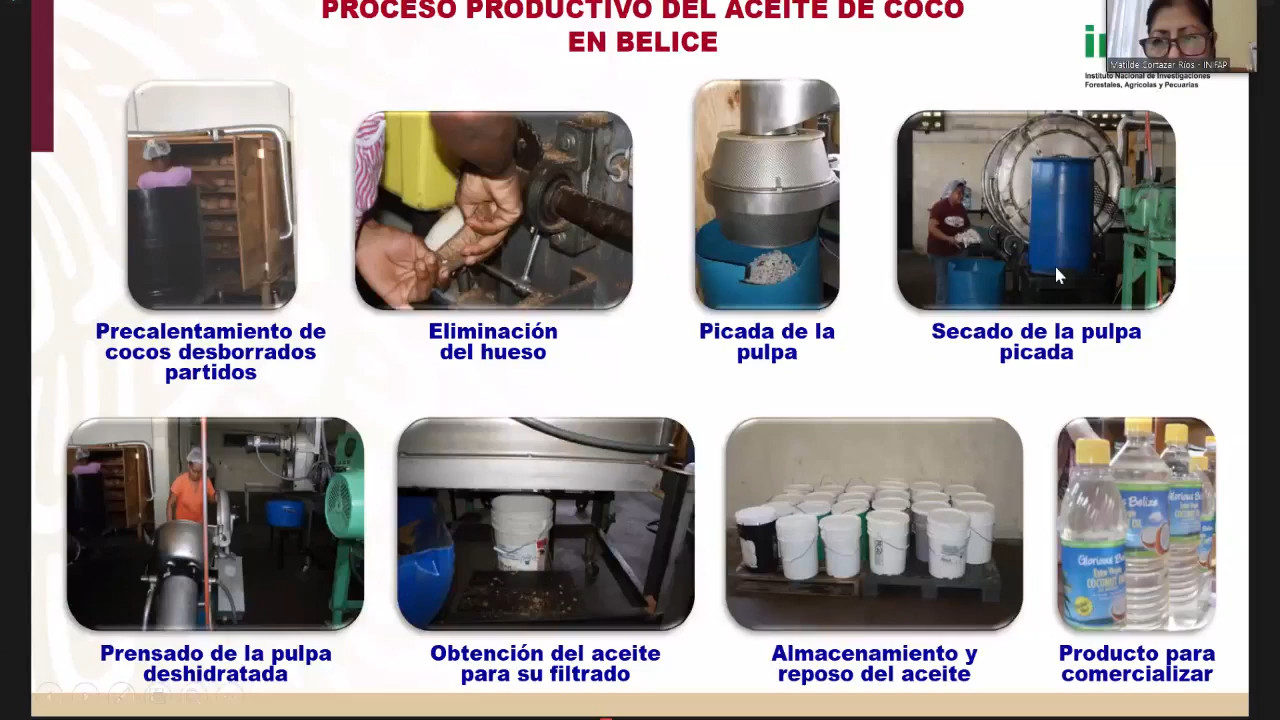 PROCESO PRODUCTIVO DEL ACEITE DE COCO
EN BELICE
Matilde Cortazar Rios - INIFAP
Instituto Nacional de Investigaciones
Forestales, Agrícolas y Pecuarias
Precalentamiento de
cocos desborrados
partidos
Eliminación
del hueso
Picada de la
pulpa
Secado de la pulpa
picada
Prensado de la pulpa
deshidratada
Obtención del aceite
para su filtrado
Almacenamiento y
reposo del aceite
Producto para
comercializar